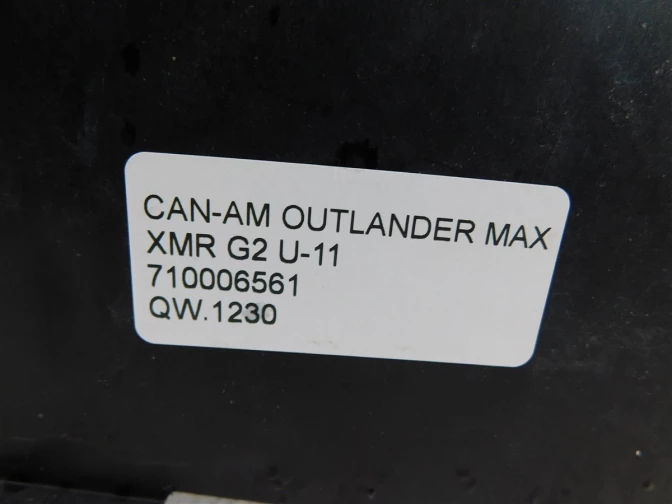 CAN-AM OUTLANDER MAX
XMR G2 U-11
710006561
QW.1230